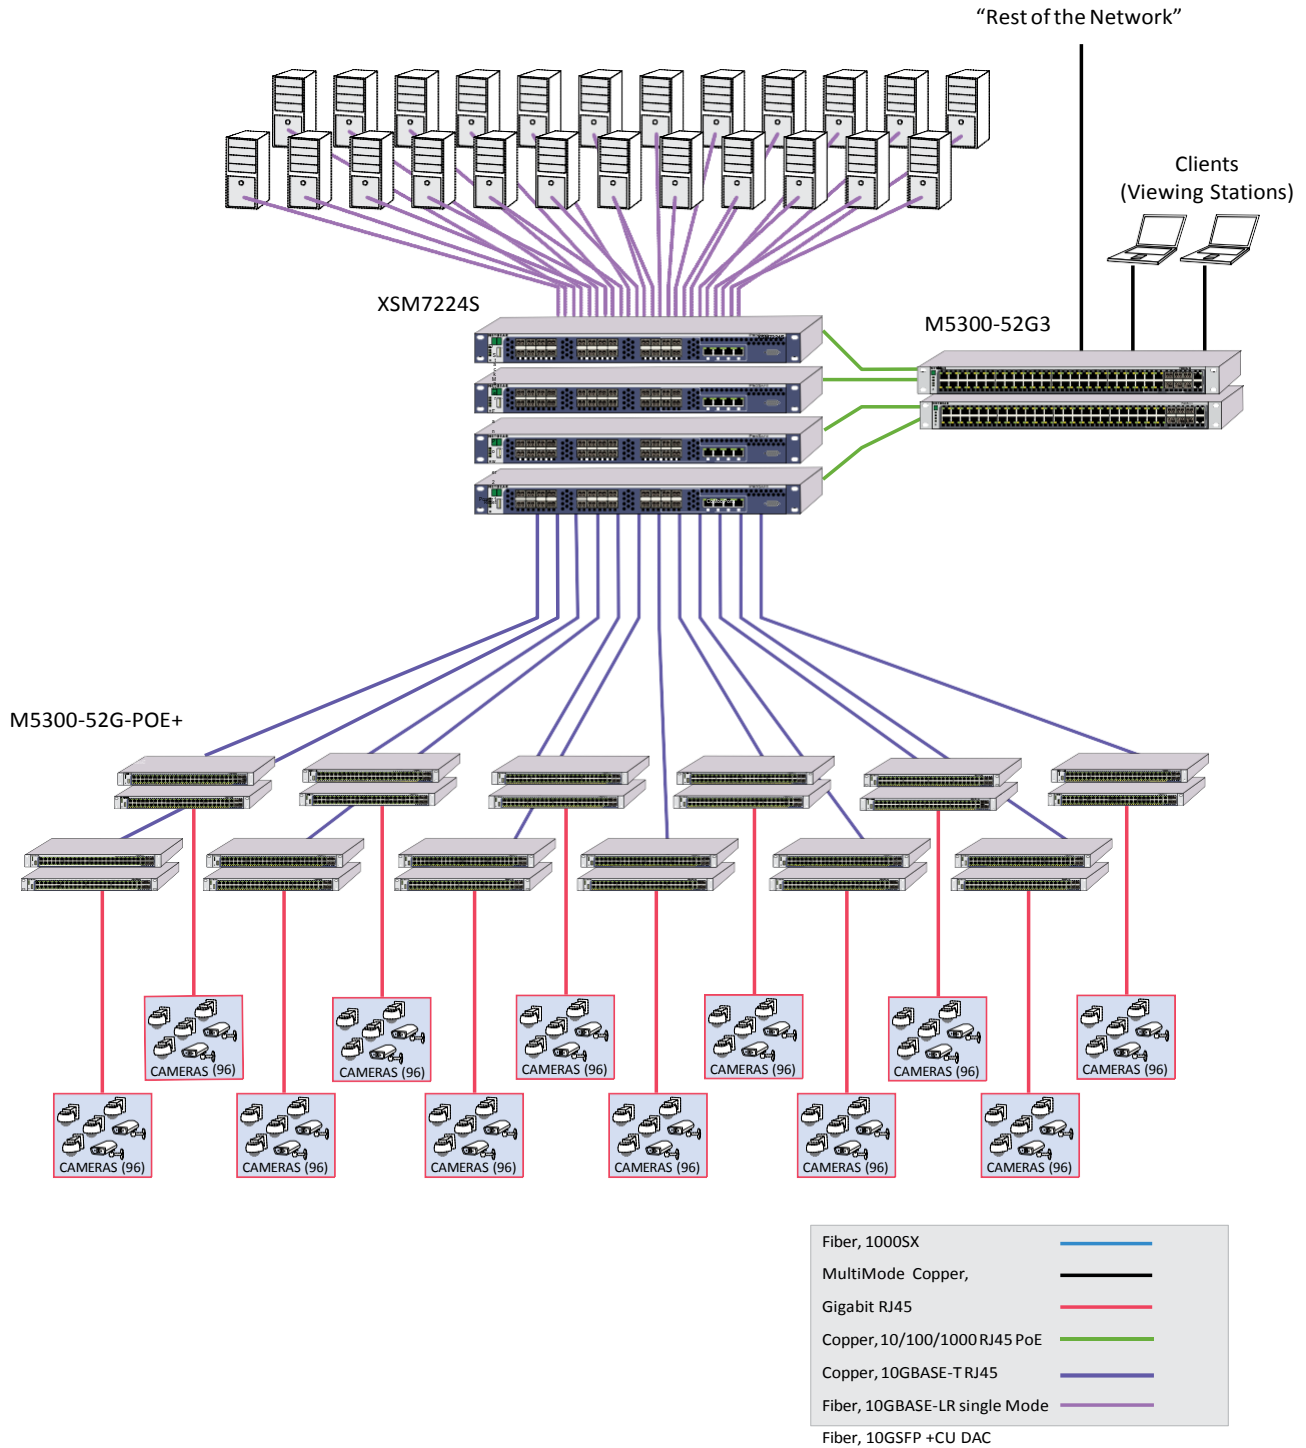 “Rest of the Network”
Clients
(Viewing Stations)
XSM7224S
M5300-52G3
M5300-52G-POE+
CAMERAS (96)
CAMERAS (96)
CAMERAS (96)
CAMERAS (96)
CAMERAS (96)
CAMERAS (96)
CAMERAS (96)
CAMERAS (96)
CAMERAS (96)
CAMERAS (96)
CAMERAS (96)
CAMERAS (96)
Fiber, 1000SX
MultiMode Copper,
Gigabit RJ45
Copper, 10/100/1000 RJ45 PoE
Copper, 10GBASE-T RJ45
Fiber, 10GBASE-LR single Mode
Fiber, 10GSFP +CU DAC